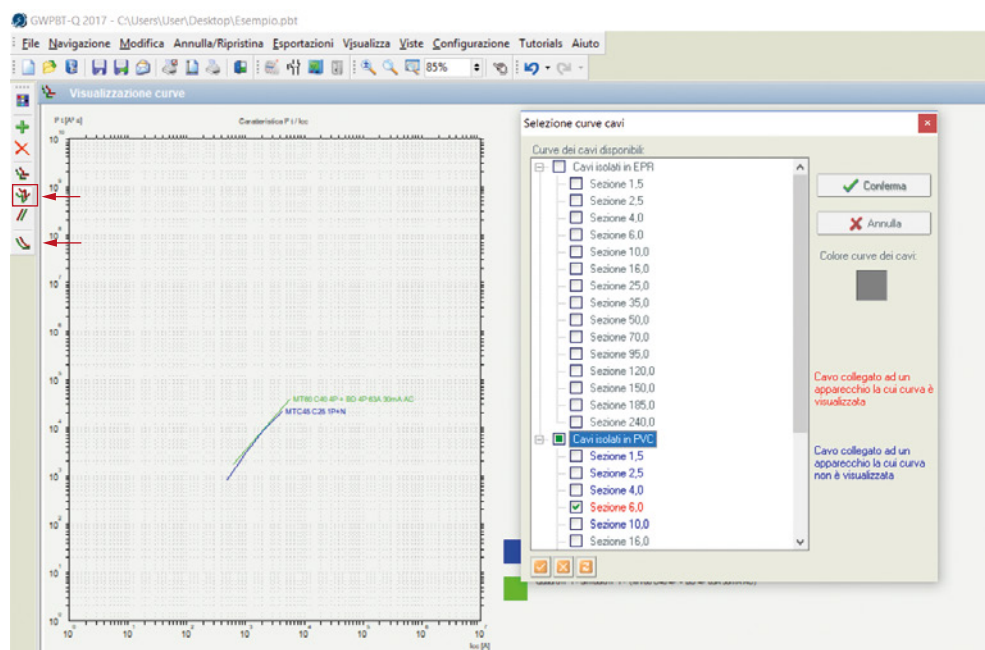 GWPBT-Q 2017 - C:\Users\User\Desktop\Esempio.pbt
File Navigazione Modifica Annulla/Ripristina Esportazioni Visualizza Viste Configurazione Tutorials Aiuto
85%
Visualizzazione curve
Caratteristica I²t / Icc
MT60 C40 4P + BD 4P 63A 30mA AC
MTC45 C25 1P+N
Icc [A]
Selezione curve cavi
Curve dei cavi disponibili:
Cavi isolati in EPR
Sezione 1,5
Sezione 2,5
Sezione 4,0
Sezione 6,0
Sezione 10,0
Sezione 16,0
Sezione 25,0
Sezione 35,0
Sezione 50,0
Sezione 70,0
Sezione 95,0
Sezione 120,0
Sezione 150,0
Sezione 185,0
Sezione 240,0
Cavi isolati in PVC
Sezione 1,5
Sezione 2,5
Sezione 4,0
Sezione 6,0
Sezione 10,0
Sezione 16,0
Conferma
Annulla
Colore curve dei cavi:
Cavo collegato ad un
apparecchio la cui curva è
visualizzata
Cavo collegato ad un
apparecchio la cui curva
non è visualizzata